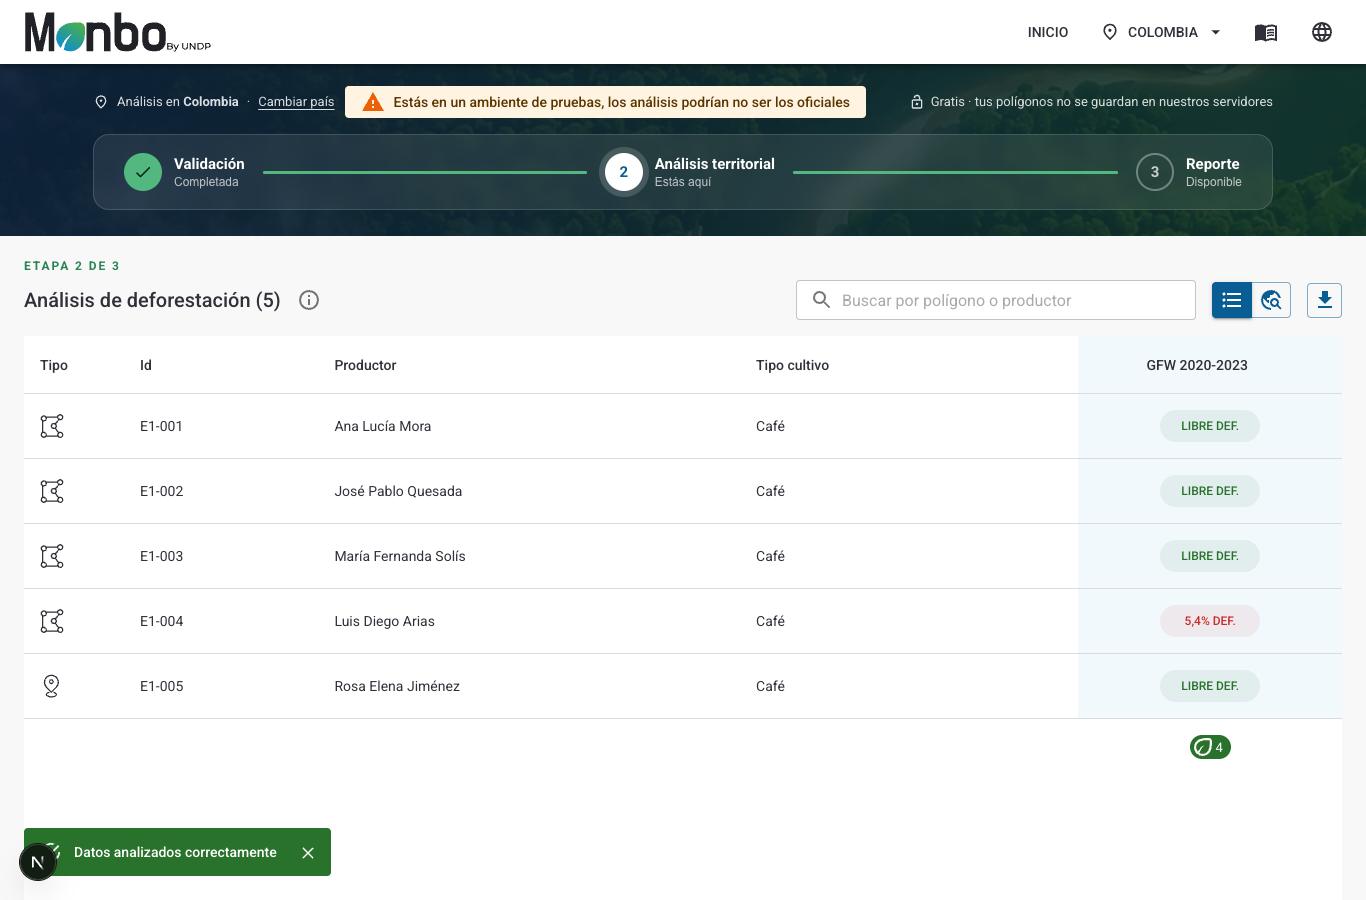 Monbo By UNDP
INICIO
COLOMBIA
Análisis en Colombia · Cambiar país
Estás en un ambiente de pruebas, los análisis podrían no ser los oficiales
Gratis · tus polígonos no se guardan en nuestros servidores
Validación
Completada
2
Análisis territorial
Estás aquí
3
Reporte
Disponible
ETAPA 2 DE 3
Análisis de deforestación (5)
Buscar por polígono o productor
Tipo Id Productor Tipo cultivo GFW 2020-2023
E1-001 Ana Lucía Mora Café LIBRE DEF.
E1-002 José Pablo Quesada Café LIBRE DEF.
E1-003 María Fernanda Solís Café LIBRE DEF.
E1-004 Luis Diego Arias Café 5,4% DEF.
E1-005 Rosa Elena Jiménez Café LIBRE DEF.
4
Datos analizados correctamente
N